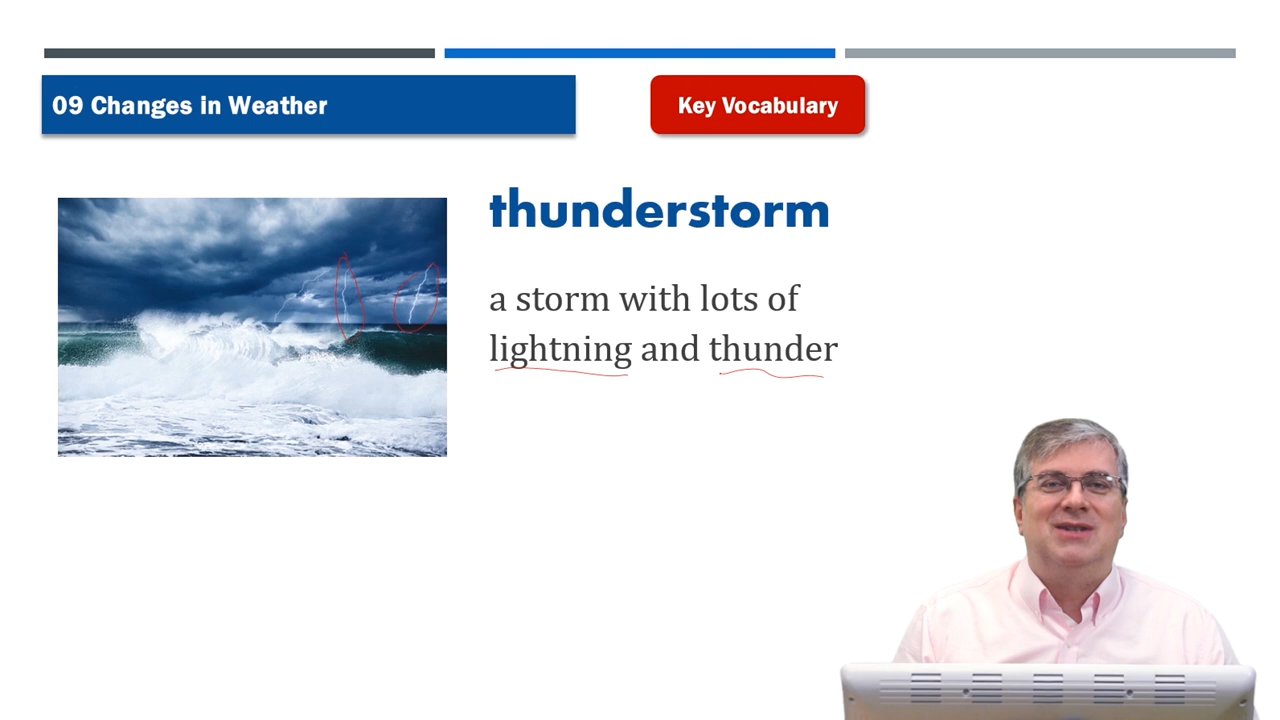 09 Changes in Weather
Key Vocabulary
thunderstorm
a storm with lots of
lightning and thunder